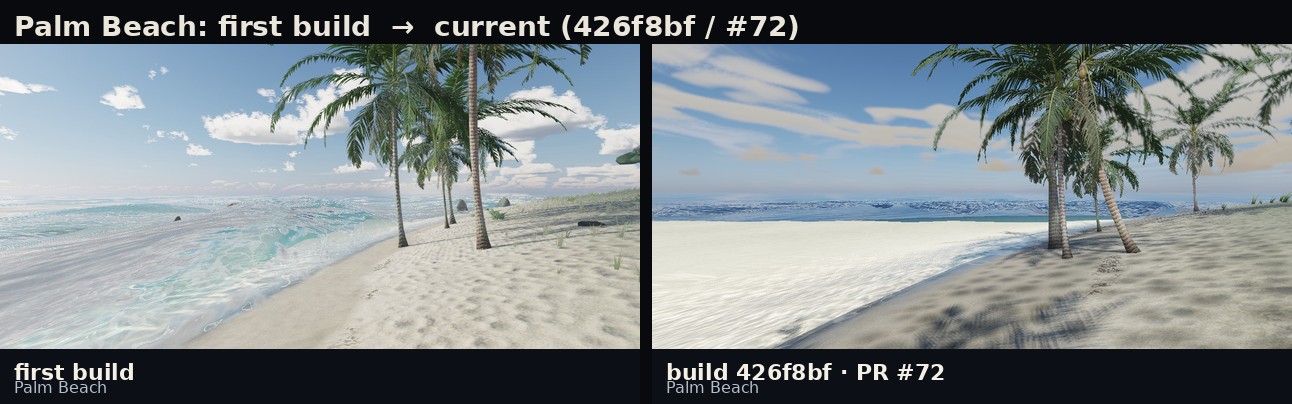 Palm Beach: first build → current (426f8bf / #72)
first build
Palm Beach
build 426f8bf · PR #72
Palm Beach